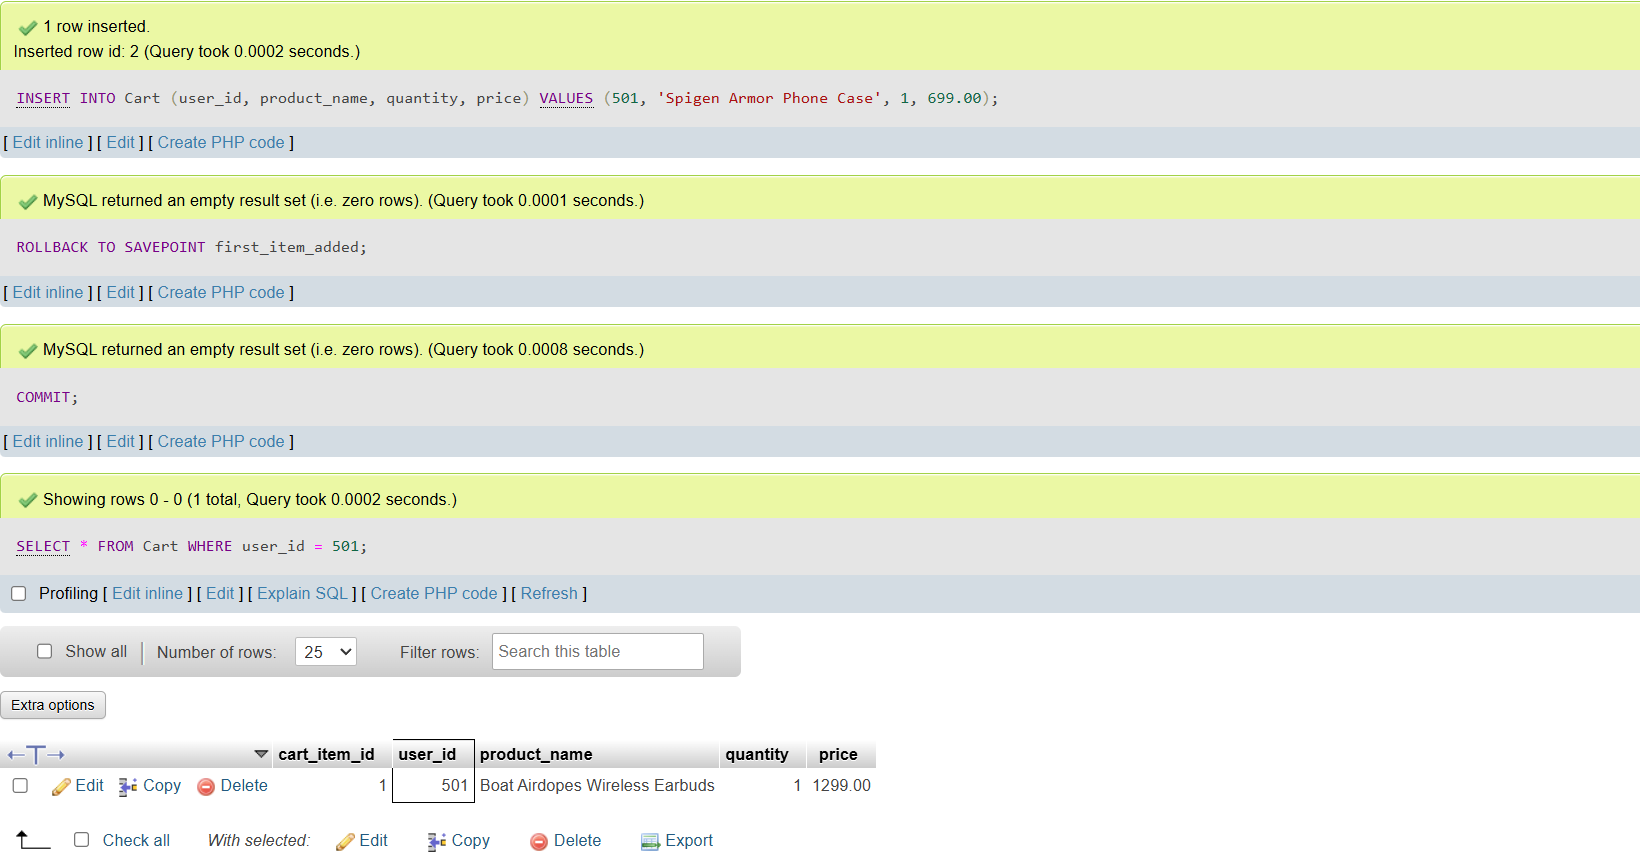 1 row inserted.
Inserted row id: 2 (Query took 0.0002 seconds.)
INSERT INTO Cart (user_id, product_name, quantity, price) VALUES (501, 'Spigen Armor Phone Case', 1, 699.00);
[ Edit inline ] [ Edit ] [ Create PHP code ]
MySQL returned an empty result set (i.e. zero rows). (Query took 0.0001 seconds.)
ROLLBACK TO SAVEPOINT first_item_added;
[ Edit inline ] [ Edit ] [ Create PHP code ]
MySQL returned an empty result set (i.e. zero rows). (Query took 0.0008 seconds.)
COMMIT;
[ Edit inline ] [ Edit ] [ Create PHP code ]
Showing rows 0 - 0 (1 total, Query took 0.0002 seconds.)
SELECT * FROM Cart WHERE user_id = 501;
Profiling [ Edit inline ] [ Edit ] [ Explain SQL ] [ Create PHP code ] [ Refresh ]
Show all Number of rows: 25 Filter rows: Search this table
Extra options
cart_item_id user_id product_name quantity price
Edit Copy Delete 1 501 Boat Airdopes Wireless Earbuds 1 1299.00
Check all With selected: Edit Copy Delete Export